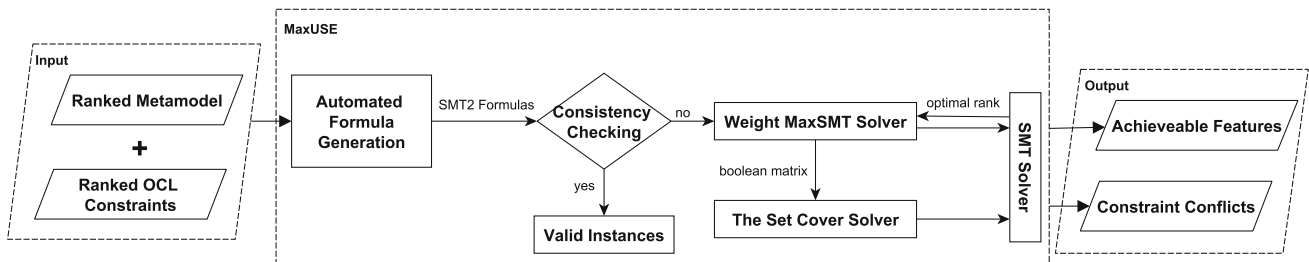 Input
Ranked Metamodel
+
Ranked OCL
Constraints
MaxUSE
Automated
Formula
Generation
SMT2 Formulas
Consistency
Checking
no
yes
Valid Instances
Weight MaxSMT Solver
optimal rank
boolean matrix
The Set Cover Solver
SMT Solver
Output
Achieveable Features
Constraint Conflicts